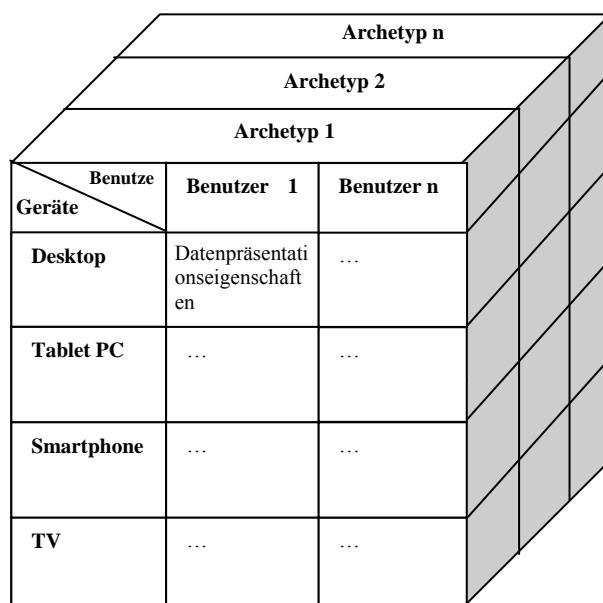 Archetyp n
Archetyp 2
Archetyp 1
Benutze
Geräte
Benutzer 1
Benutzer n
Desktop
Datenpräsentati
onseigenschaft
en
…
Tablet PC
…
…
Smartphone
…
…
TV
…
…